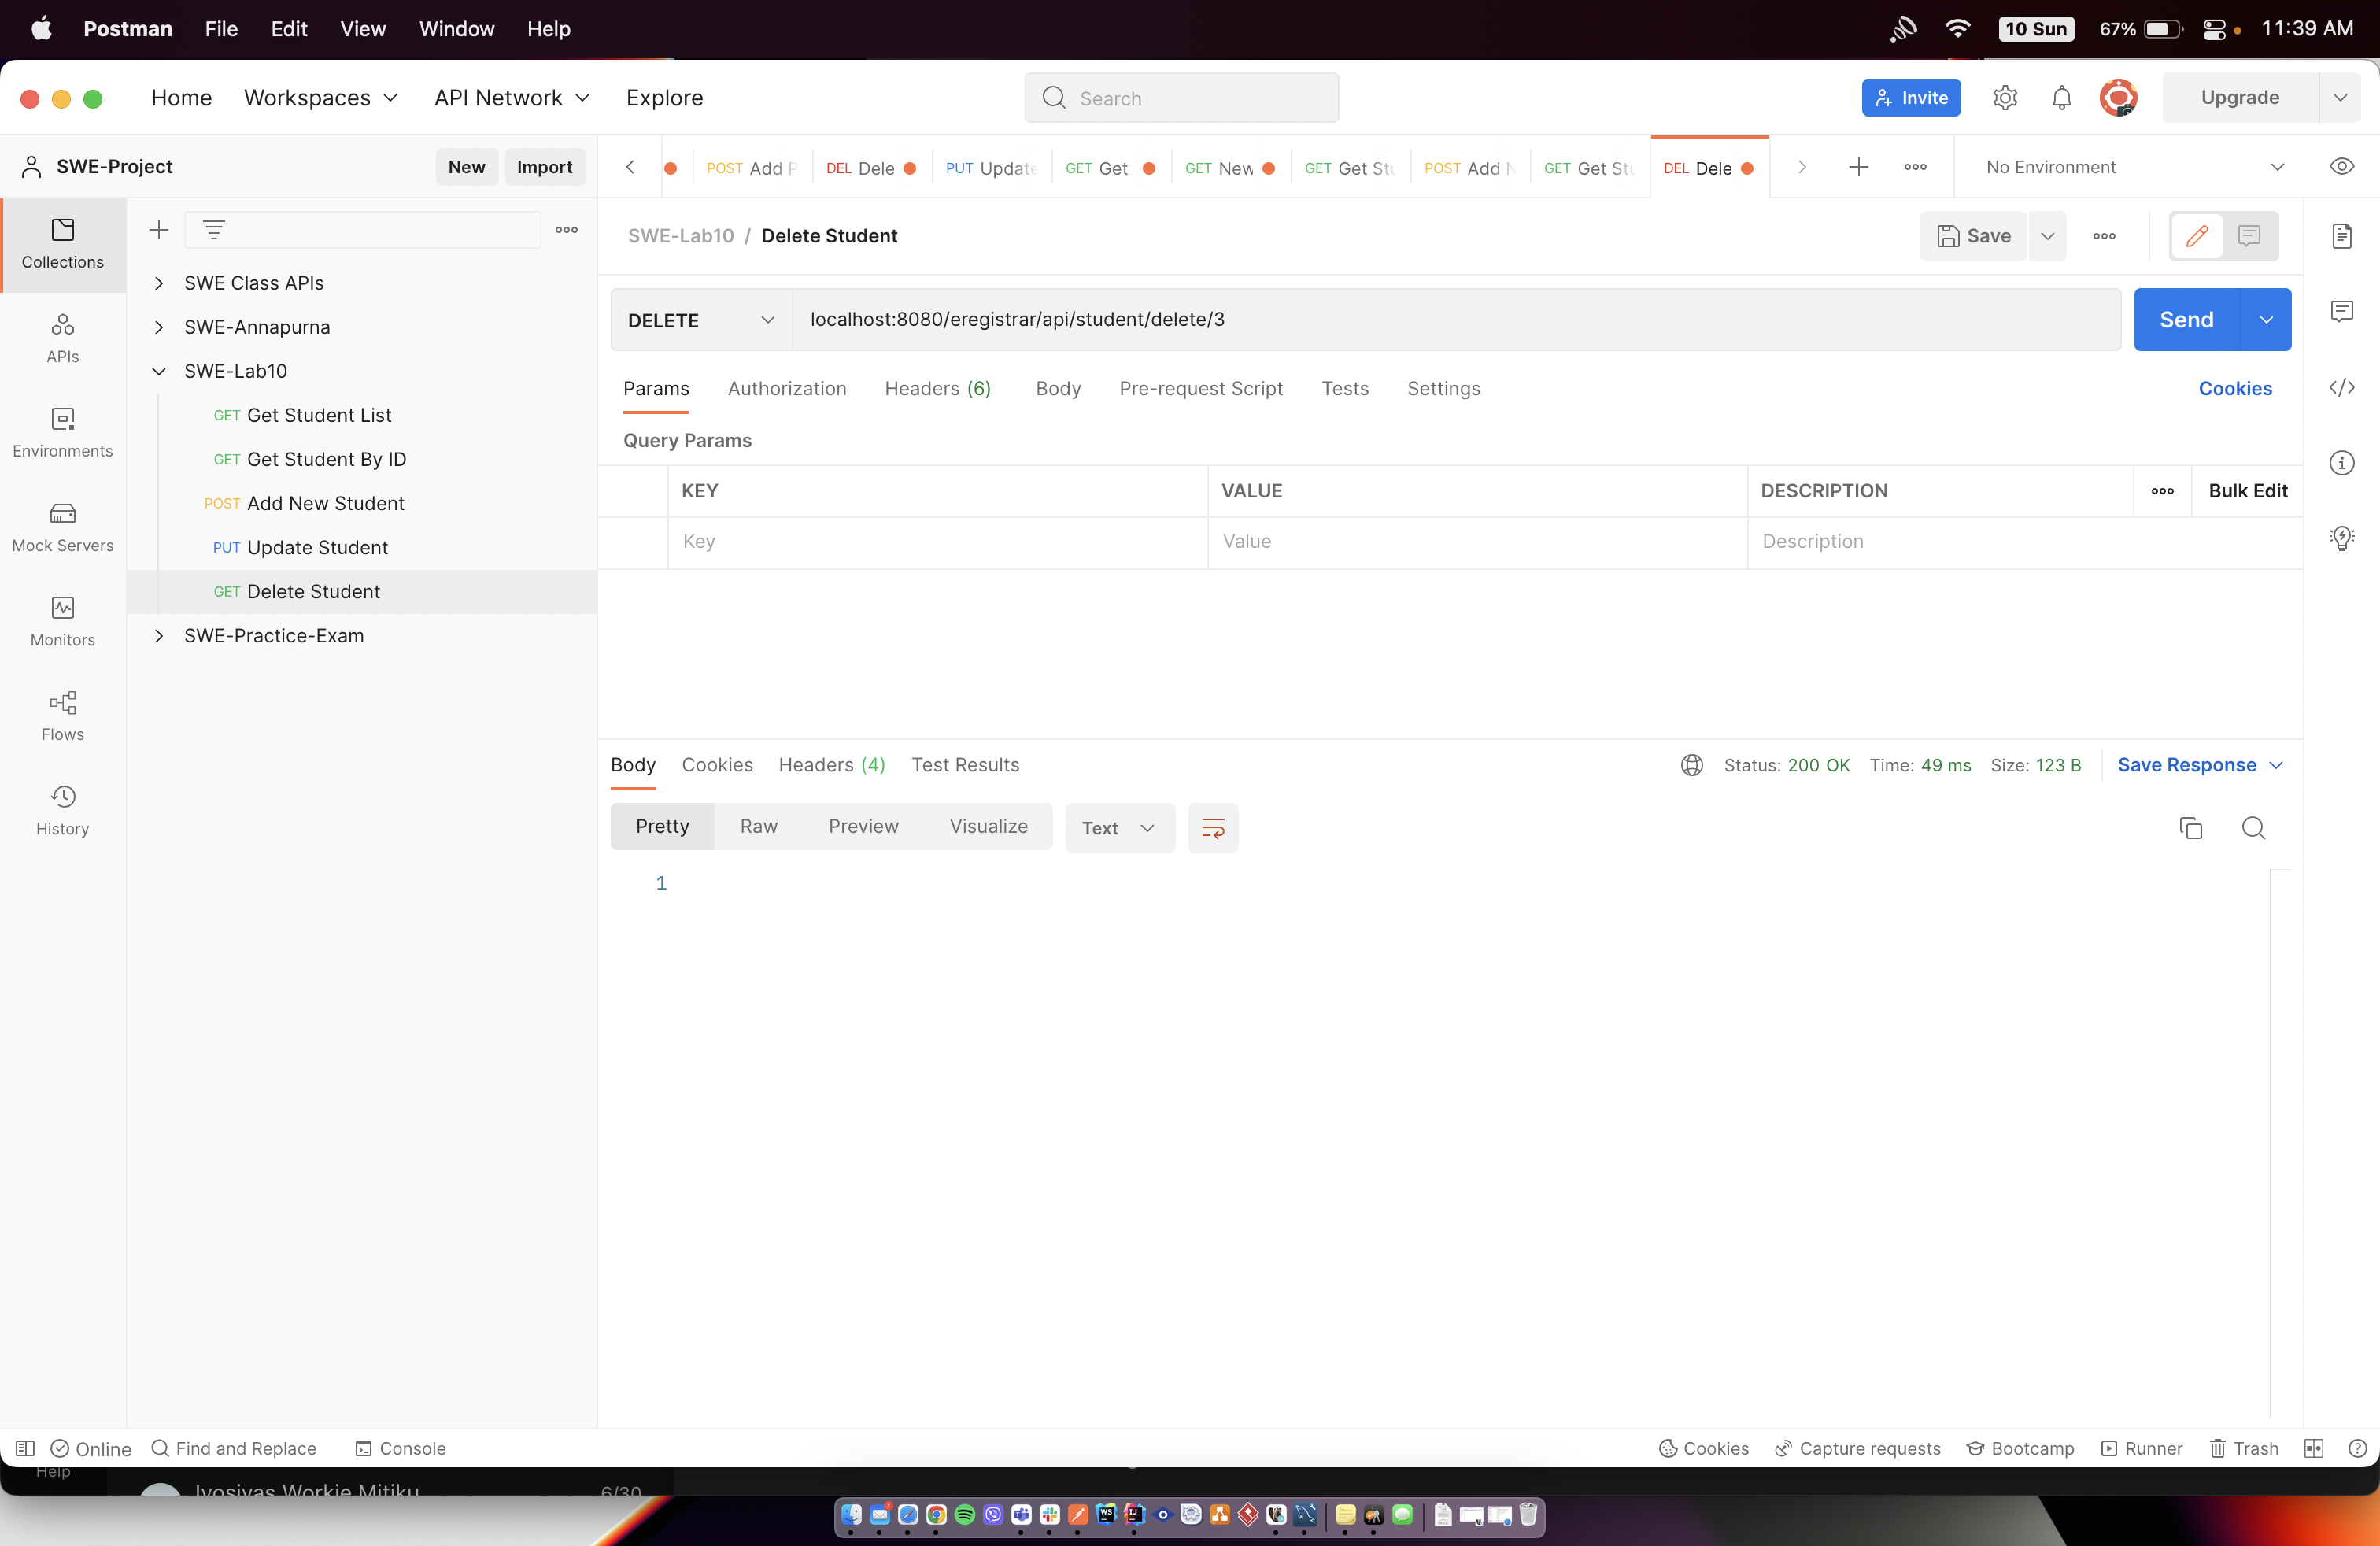 Postman File Edit View Window Help 10 Sun 67% 11:39 AM
Home Workspaces API Network Explore Search Invite Upgrade
SWE-Project New Import POST Add DEL Dele PUT Update GET Get GET New GET Get Stu POST Add GET Get Stu DEL Dele No Environment
Collections
SWE-Lab10 / Delete Student Save
SWE Class APIs
DELETE localhost:8080/eregistrar/api/student/delete/3 Send
SWE-Annapurna
APIs
SWE-Lab10
Params Authorization Headers (6) Body Pre-request Script Tests Settings Cookies
GET Get Student List
Query Params
Environments
GET Get Student By ID
KEY VALUE DESCRIPTION Bulk Edit
POST Add New Student
Key Value Description
Mock Servers
PUT Update Student
GET Delete Student
Monitors
SWE-Practice-Exam
Flows
Body Cookies Headers (4) Test Results Status: 200 OK Time: 49 ms Size: 123 B Save Response
History
Pretty Raw Preview Visualize Text
1
Online Find and Replace Console Cookies Capture requests Bootcamp Runner Trash
Help
Iyosiyas Workie Mitiku 6/30
WS IJ